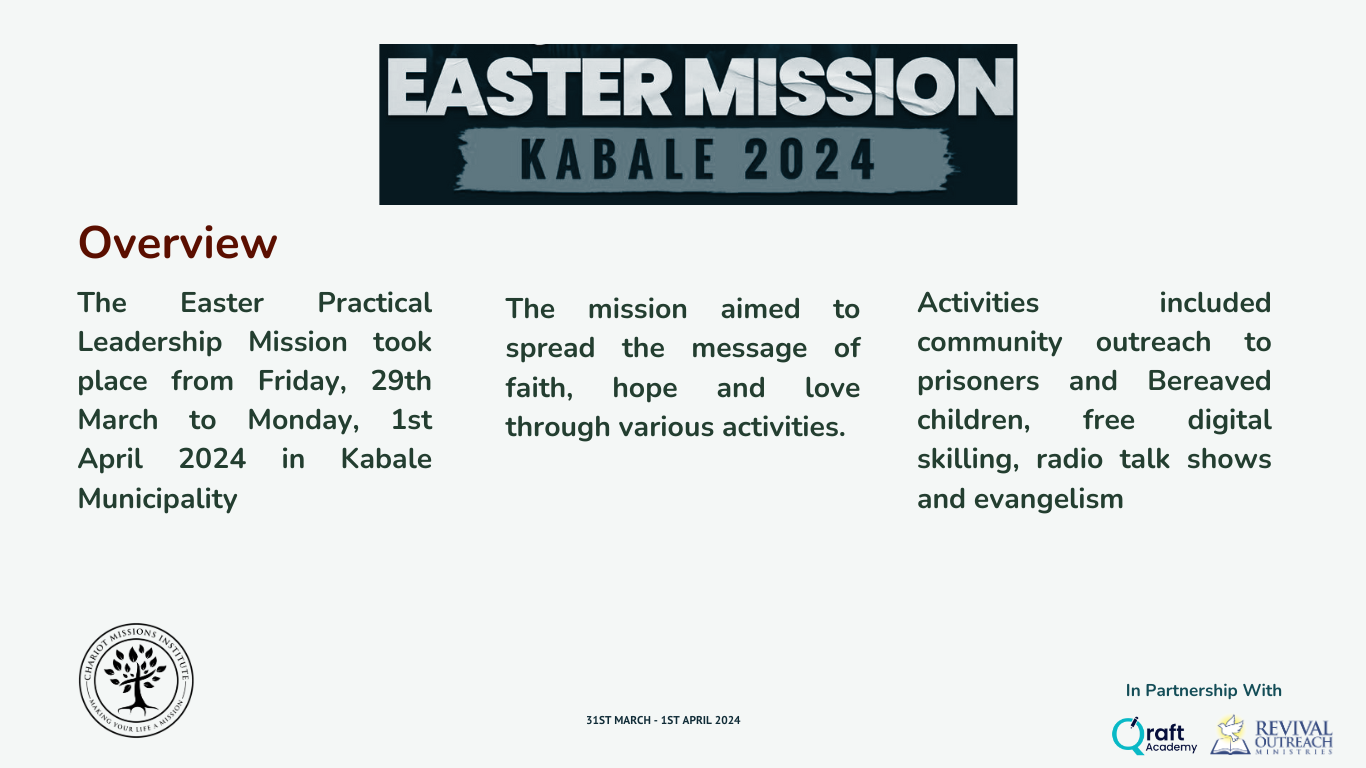 EASTER MISSION
KABALE 2024
Overview
The Easter Practical
Leadership Mission took
place from Friday, 29th
March to Monday, 1st
April 2024 in Kabale
Municipality
The mission aimed to
spread the message of
faith, hope and love
through various activities.
Activities included
community outreach to
prisoners and Bereaved
children, free digital
skilling, radio talk shows
and evangelism
CHARIOT MISSIONS INSTITUTE
MAKING YOUR LIFE A MISSION
31ST MARCH - 1ST APRIL 2024
In Partnership With
Qraft
Academy
REVIVAL
OUTREACH
MINISTRIES